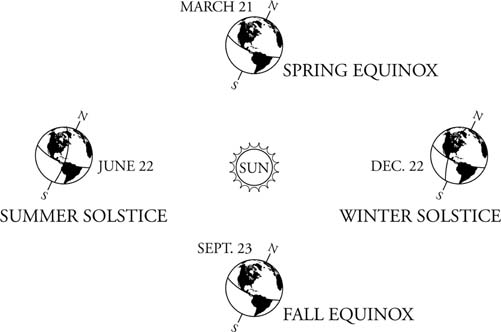 MARCH 21
N
S
SPRING EQUINOX
N
S
JUNE 22
SUMMER SOLSTICE
SUN
N
S
DEC. 22
WINTER SOLSTICE
SEPT. 23
N
S
FALL EQUINOX